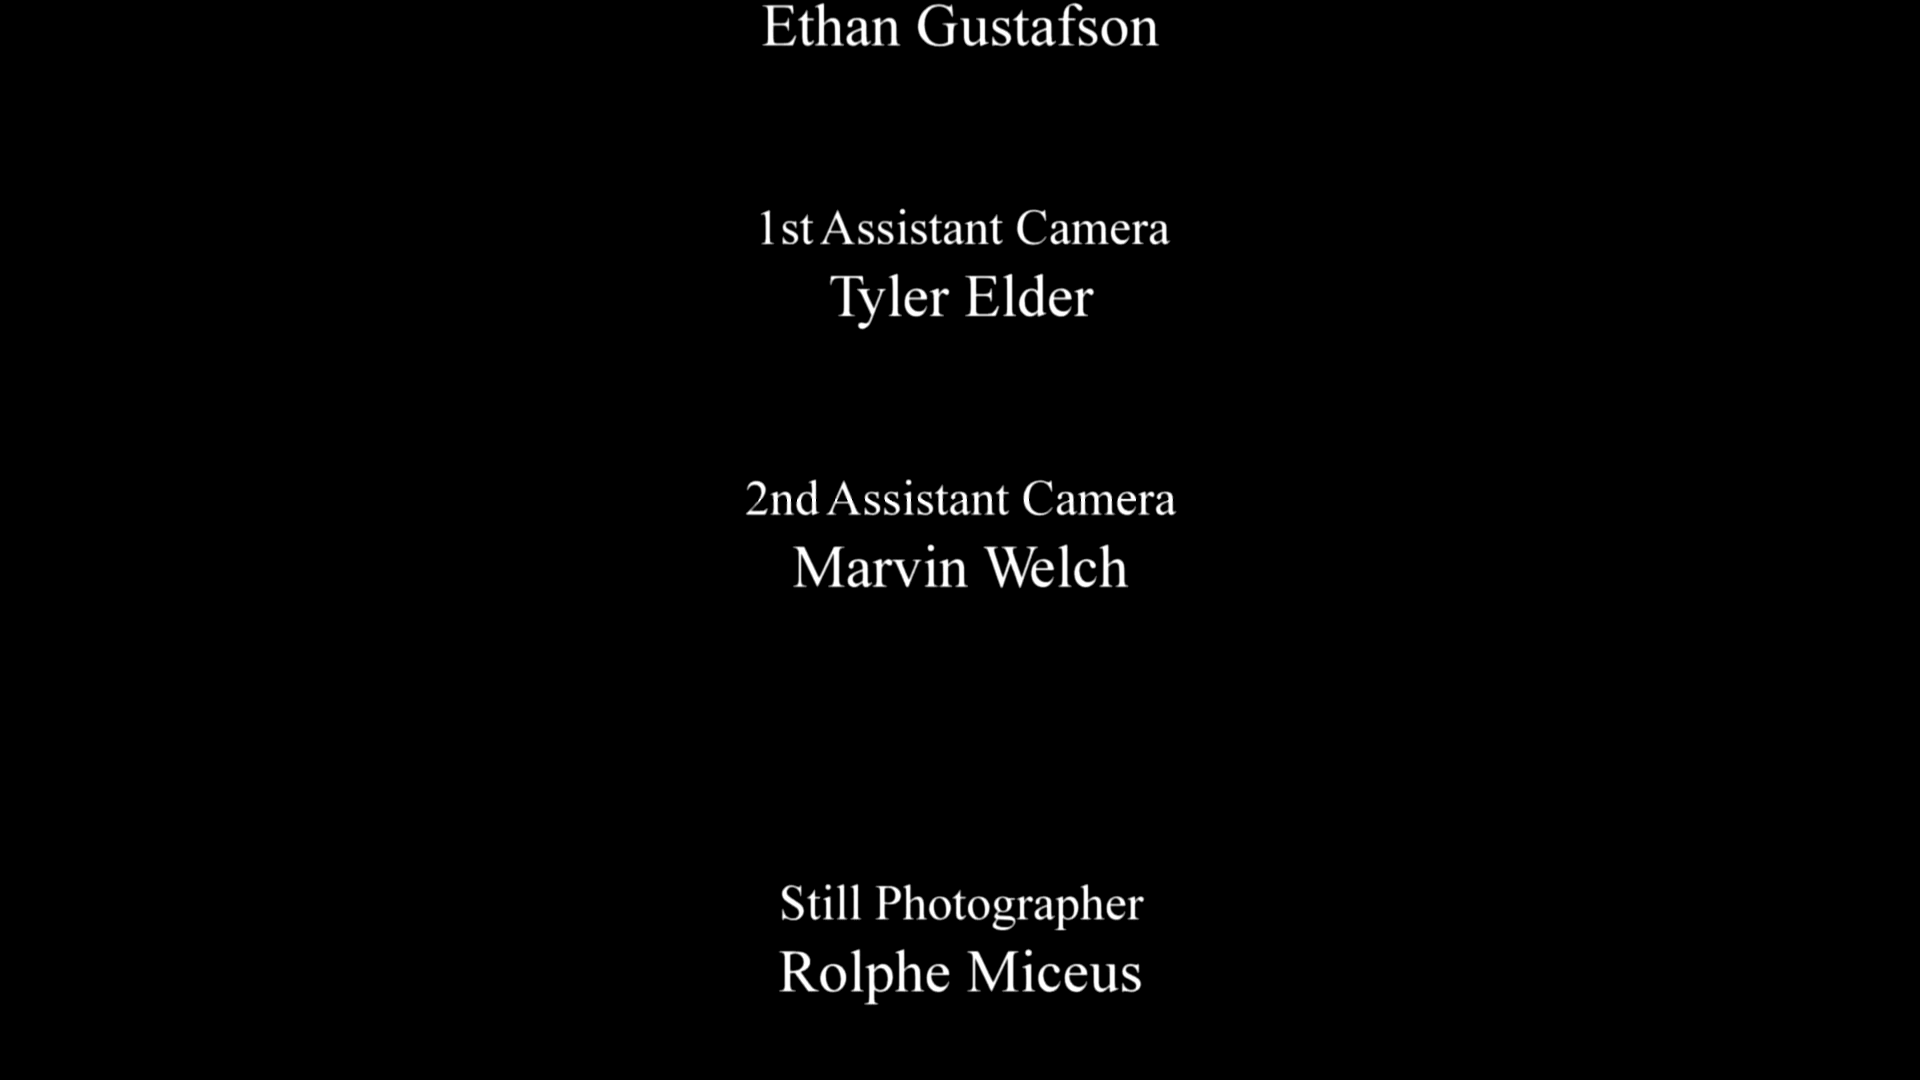 Ethan Gustafson
1st Assistant Camera
Tyler Elder
2nd Assistant Camera
Marvin Welch
Still Photographer
Rolphe Miceus